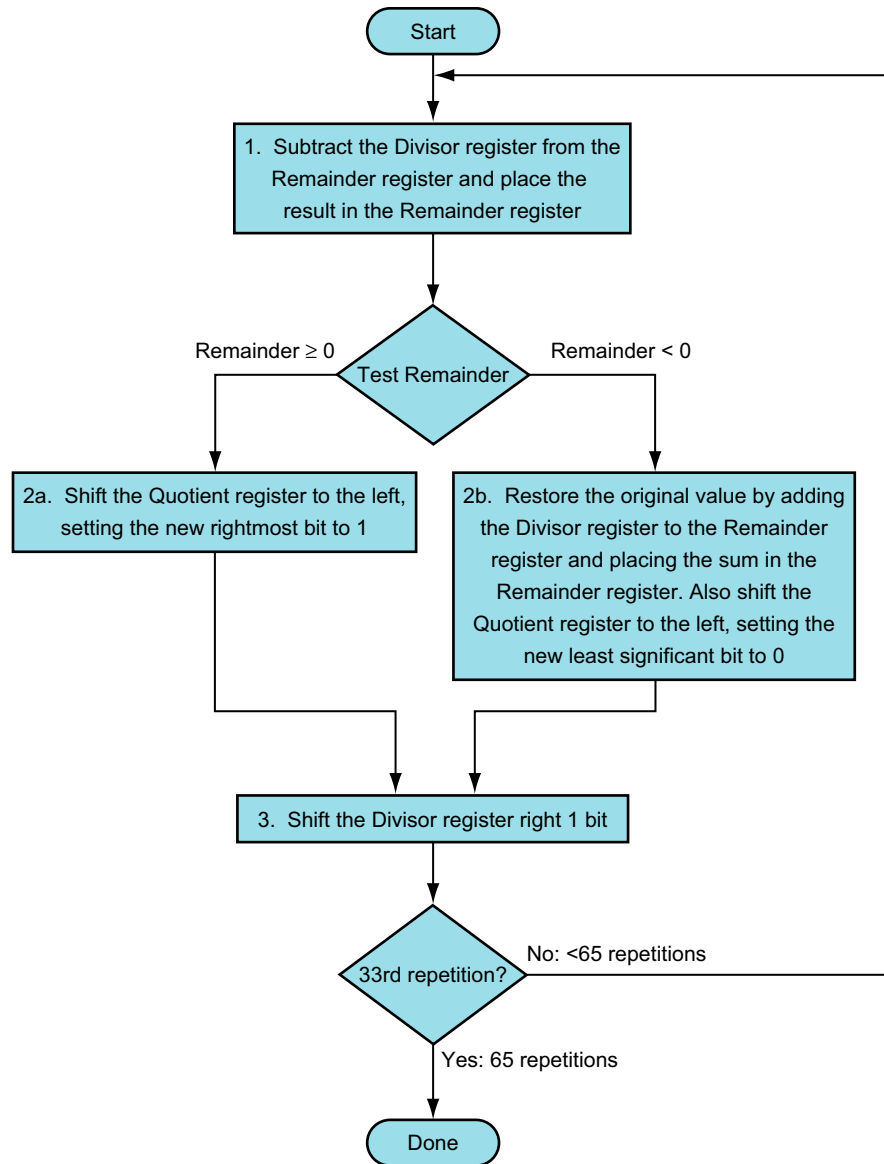 Start
1. Subtract the Divisor register from the
Remainder register and place the
result in the Remainder register
Remainder ≥ 0
Remainder < 0
Test Remainder
2a. Shift the Quotient register to the left,
setting the new rightmost bit to 1
2b. Restore the original value by adding
the Divisor register to the Remainder
register and placing the sum in the
Remainder register. Also shift the
Quotient register to the left, setting the
new least significant bit to 0
3. Shift the Divisor register right 1 bit
33rd repetition?
No: <65 repetitions
Yes: 65 repetitions
Done